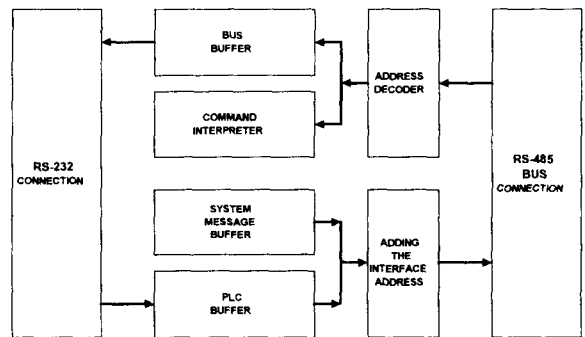 BUS
BUFFER
ADDRESS
DECODER
COMMAND
INTERPRETER
RS-232
CONNECTION
RS-485
BUS
CONNECTION
SYSTEM
MESSAGE
BUFFER
ADDING
THE
INTERFACE
ADDRESS
PLC
BUFFER